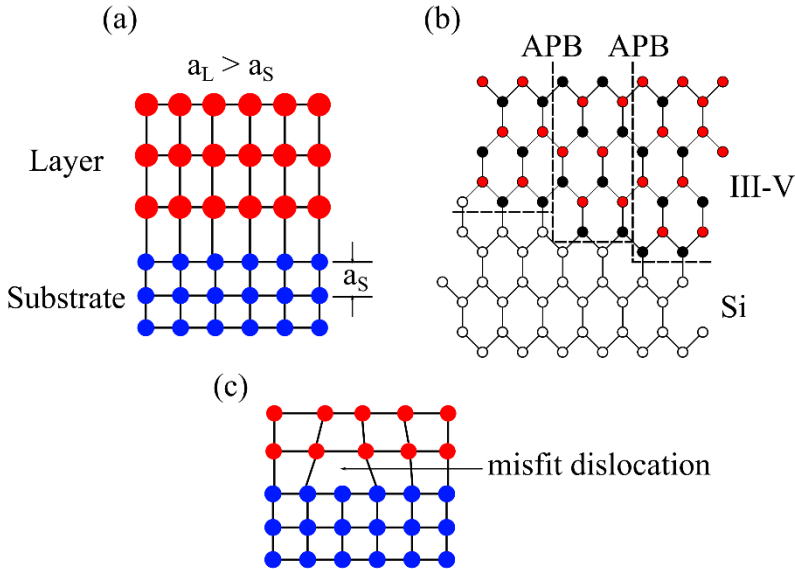 (a)
a_L > a_S
Layer
Substrate
a_S
(b)
APB APB
III-V
Si
(c)
misfit dislocation